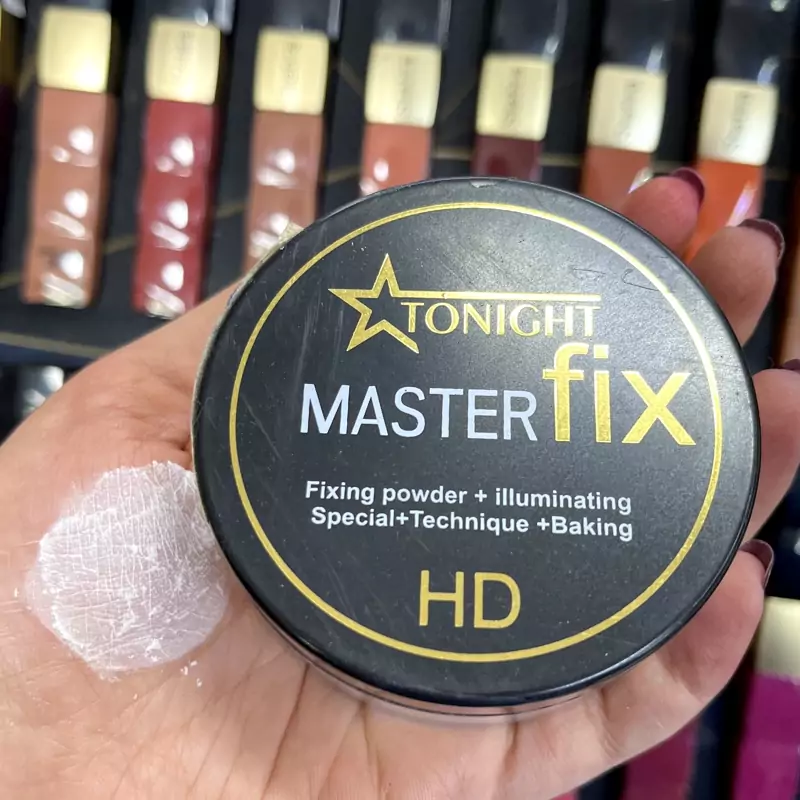 TONIGHT
MASTER fix
Fixing powder + illuminating
Special+Technique +Baking
HD